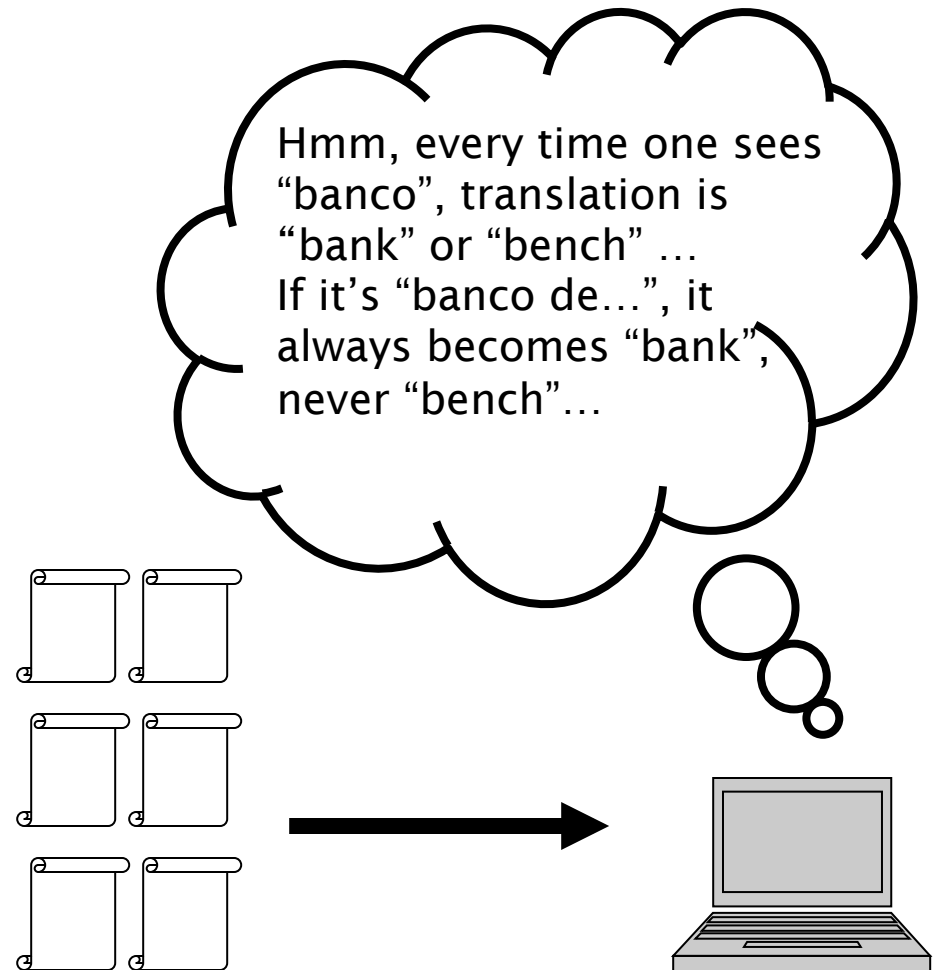 Hmm, every time one sees
“banco”, translation is
“bank” or “bench” …
If it’s “banco de…”, it
always becomes “bank”,
never “bench”…